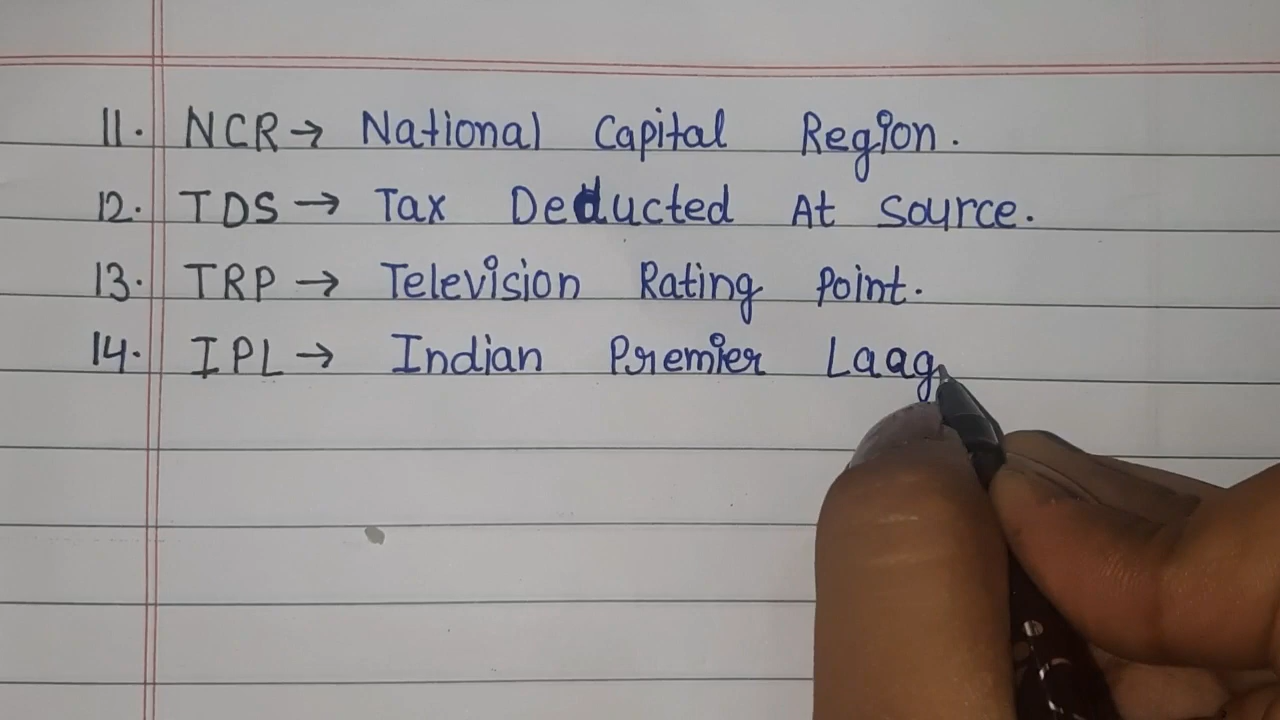 11. NCR → National Capital Region.
12. TDS → Tax Deducted At Source.
13. TRP → Television Rating Point.
14. IPL → Indian Premier Laag